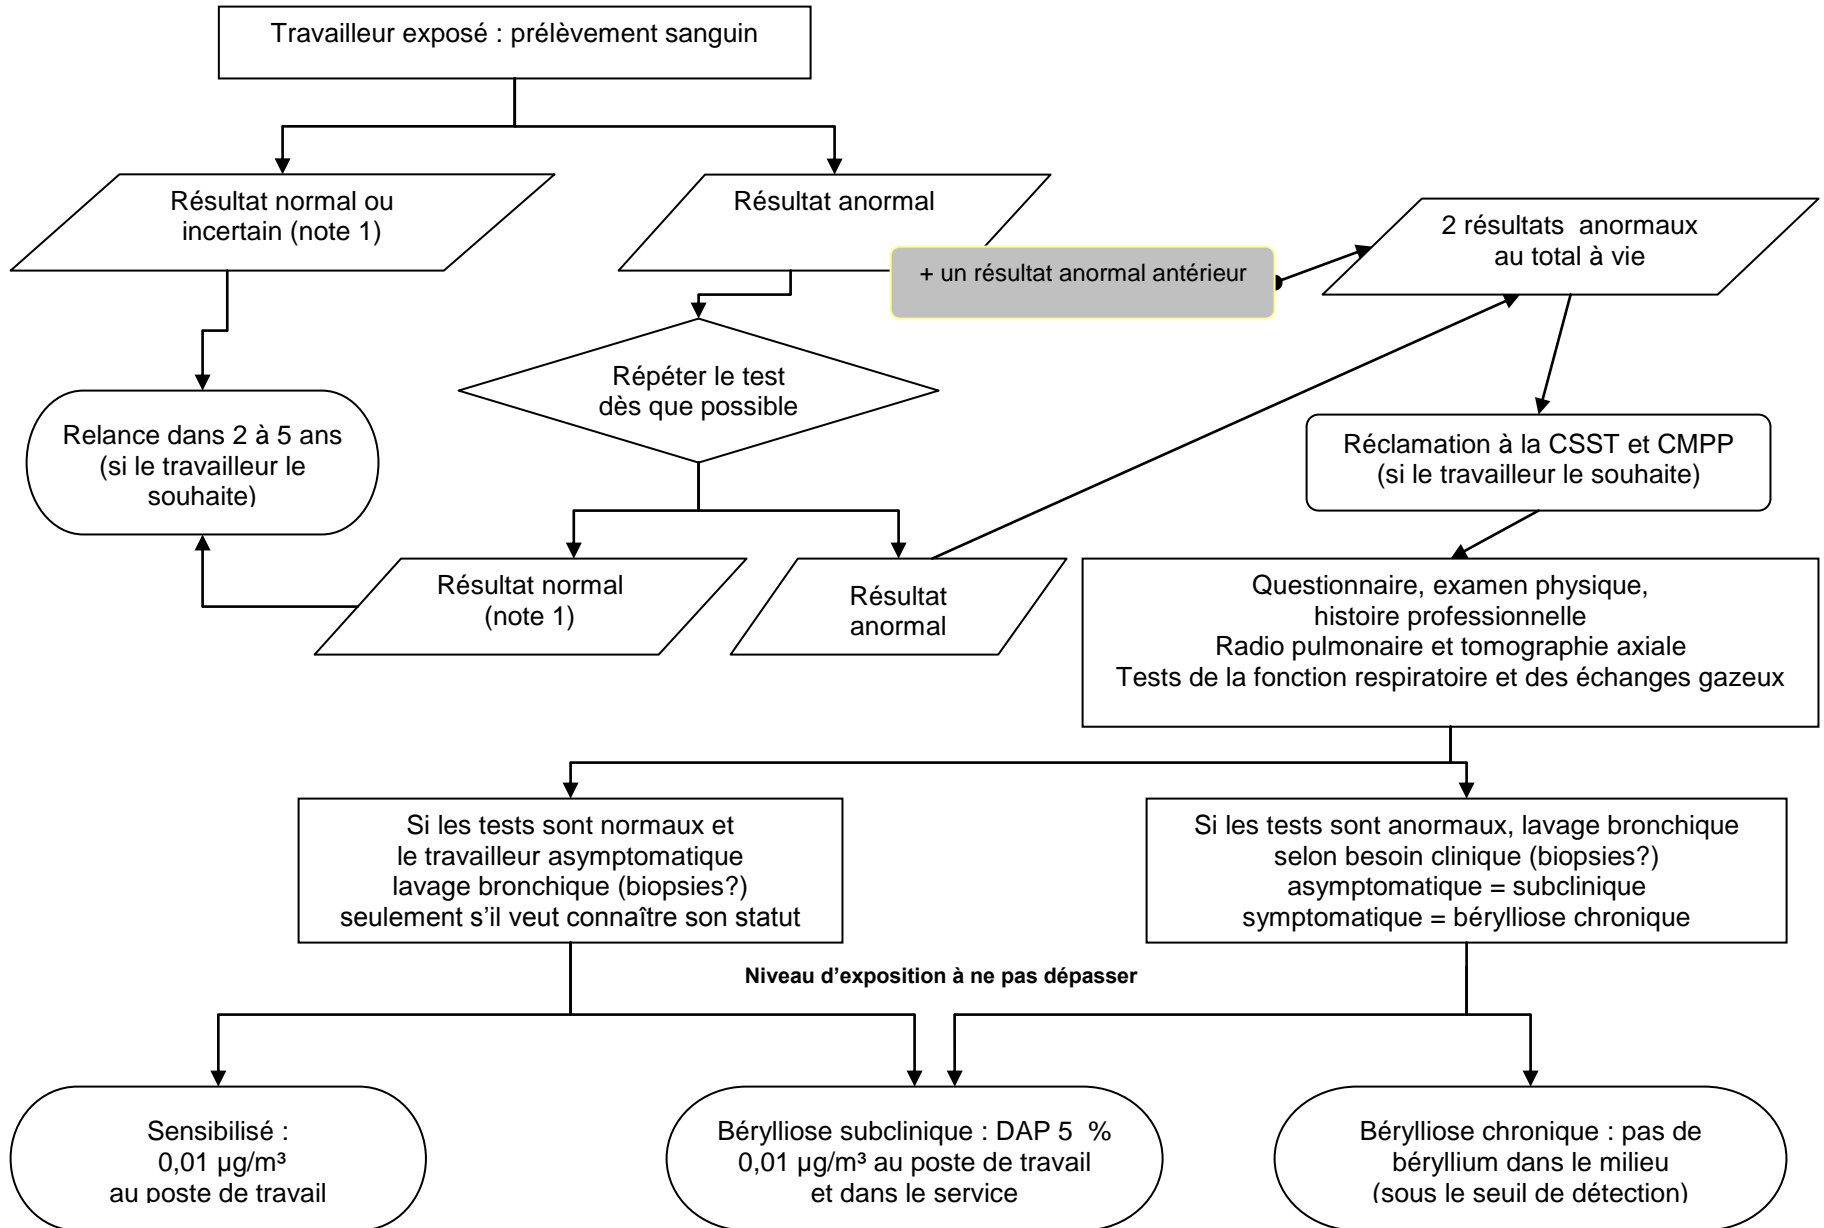 Travailleur exposé : prélèvement sanguin
Résultat normal ou
incertain (note 1)
Résultat anormal
+ un résultat anormal antérieur
2 résultats  anormaux
au total à vie
Répéter le test
dès que possible
Relance dans 2 à 5 ans
(si le travailleur le
souhaite)
Réclamation à la CSST et CMPP
(si le travailleur le souhaite)
Résultat normal
(note 1)
Résultat
anormal
Questionnaire, examen physique,
histoire professionnelle
Radio pulmonaire et tomographie axiale
Tests de la fonction respiratoire et des échanges gazeux
Si les tests sont normaux et
le travailleur asymptomatique
lavage bronchique (biopsies?)
seulement s’il veut connaître son statut
Si les tests sont anormaux, lavage bronchique
selon besoin clinique (biopsies?)
asymptomatique = subclinique
symptomatique = bérylliose chronique
Niveau d’exposition à ne pas dépasser
Sensibilisé :
0,01 µg/m³
au poste de travail
Bérylliose subclinique : DAP 5  %
0,01 µg/m³ au poste de travail
et dans le service
Bérylliose chronique : pas de
béryllium dans le milieu
(sous le seuil de détection)